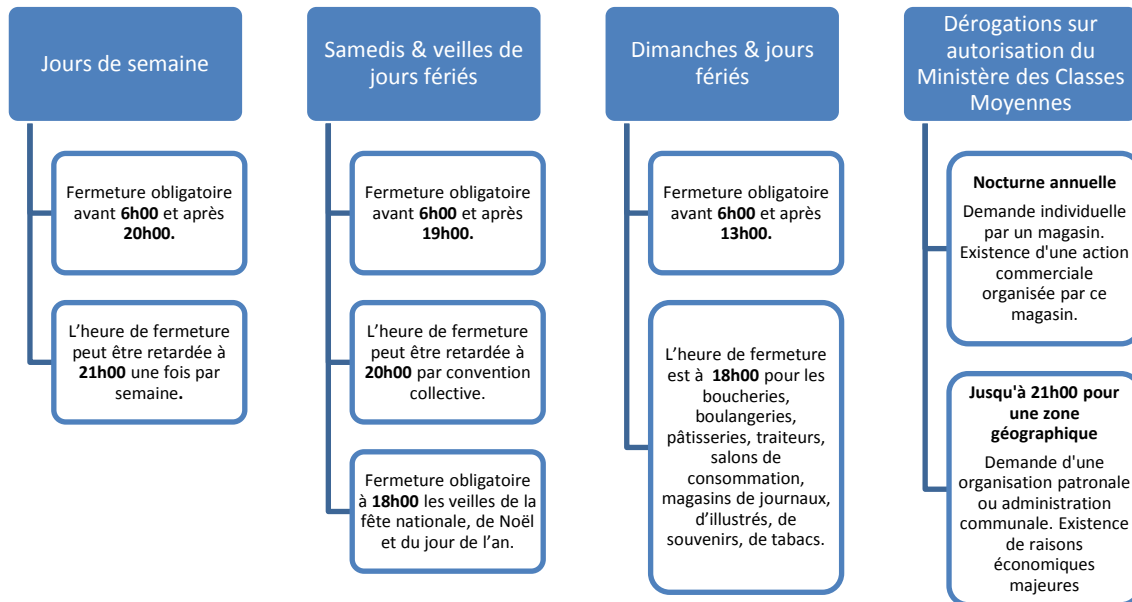 Jours de semaine
Fermeture obligatoire
avant 6h00 et après
20h00.
L'heure de fermeture
peut être retardée à
21h00 une fois par
semaine.
Samedis & veilles de
jours fériés
Fermeture obligatoire
avant 6h00 et après
19h00.
L'heure de fermeture
peut être retardée à
20h00 par convention
collective.
Fermeture obligatoire
à 18h00 les veilles de la
fête nationale, de Noël
et du jour de l'an.
Dimanches & jours
fériés
Fermeture obligatoire
avant 6h00 et après
13h00.
L'heure de fermeture
est à 18h00 pour les
boucheries,
boulangeries,
pâtisseries, traiteurs,
salons de
consommation,
magasins de journaux,
d'illustrés, de
souvenirs, de tabacs.
Dérogations sur
autorisation du
Ministère des Classes
Moyennes
Nocturne annuelle
Demande individuelle
par un magasin.
Existence d'une action
commerciale
organisée par ce
magasin.
Jusqu'à 21h00 pour
une zone
géographique
Demande d'une
organisation patronale
ou administration
communale. Existence
de raisons
économiques
majeures